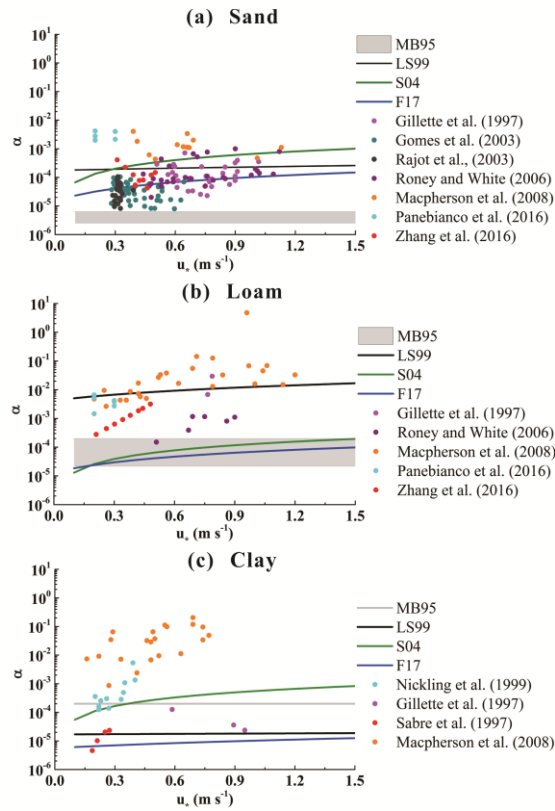 (a) Sand
10¹
10⁰
10⁻¹
10⁻²
10⁻³
10⁻⁴
10⁻⁵
10⁻⁶
α
0.3 0.6 0.9 1.2 1.5
u* (m s⁻¹)
MB95
LS99
S04
F17
Gillette et al. (1997)
Gomes et al. (2003)
Rajot et al., (2003)
Roney and White (2006)
Macpherson et al. (2008)
Panebianco et al. (2016)
Zhang et al. (2016)
(b) Loam
10¹
10⁰
10⁻¹
10⁻²
10⁻³
10⁻⁴
10⁻⁵
10⁻⁶
α
0.3 0.6 0.9 1.2 1.5
u* (m s⁻¹)
MB95
LS99
S04
F17
Gillette et al. (1997)
Roney and White (2006)
Macpherson et al. (2008)
Panebianco et al. (2016)
Zhang et al. (2016)
(c) Clay
10¹
10⁰
10⁻¹
10⁻²
10⁻³
10⁻⁴
10⁻⁵
10⁻⁶
α
0.3 0.6 0.9 1.2 1.5
u* (m s⁻¹)
MB95
LS99
S04
F17
Nickling et al. (1999)
Gillette et al. (1997)
Sabre et al. (1997)
Macpherson et al. (2008)